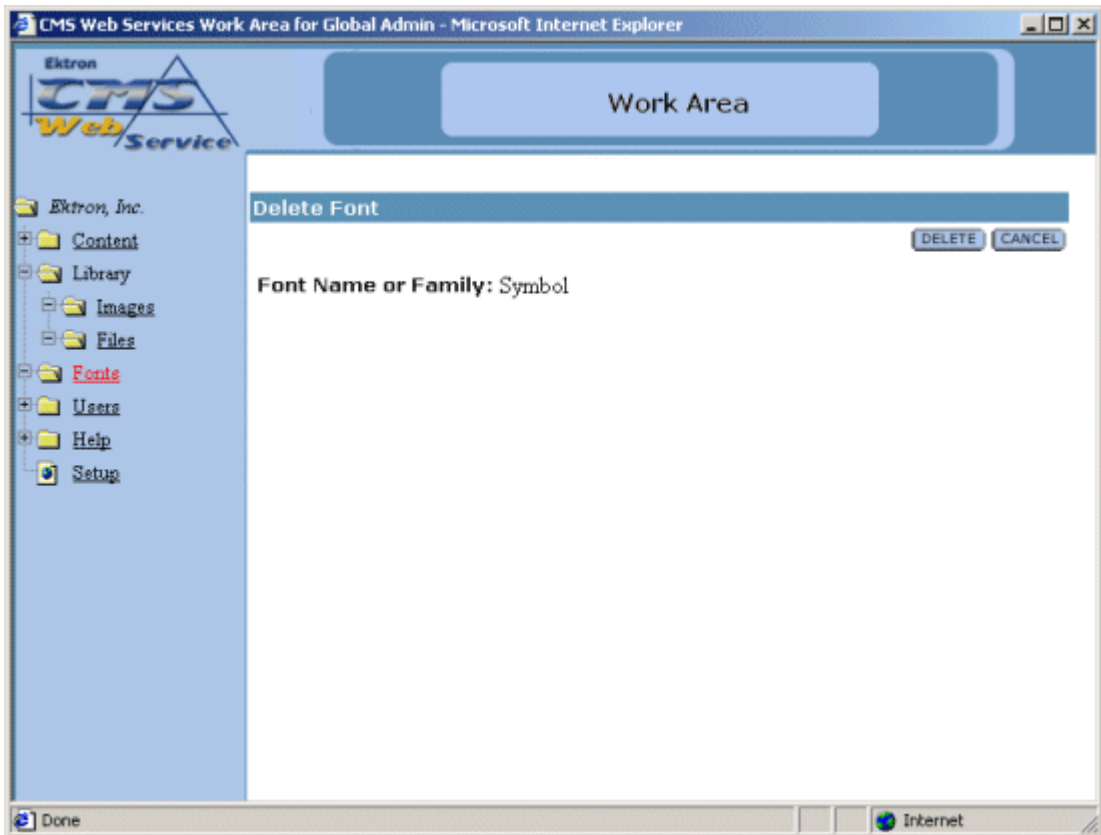 CMS Web Services Work Area for Global Admin - Microsoft Internet Explorer
Ektron
CMS
Web
Service
Work Area
Ektron, Inc.
Content
Library
Images
Files
Fonts
Users
Help
Setup
Delete Font
DELETE CANCEL
Font Name or Family: Symbol
Done
Internet